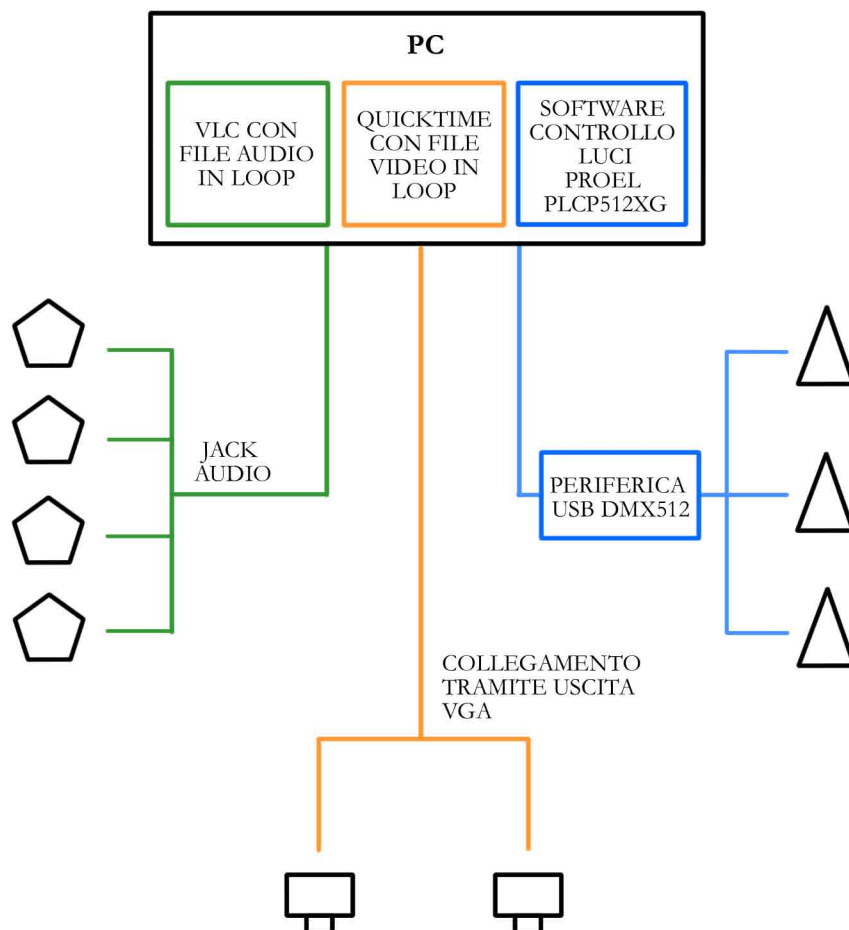 PC
VLC CON
FILE AUDIO
IN LOOP
QUICKTIME
CON FILE
VIDEO IN
LOOP
SOFTWARE
CONTROLLO
LUCI
PROEL
PLCP512XG
JACK
AUDIO
PERIFERICA
USB DMX512
COLLEGAMENTO
TRAMITE USCITA
VGA